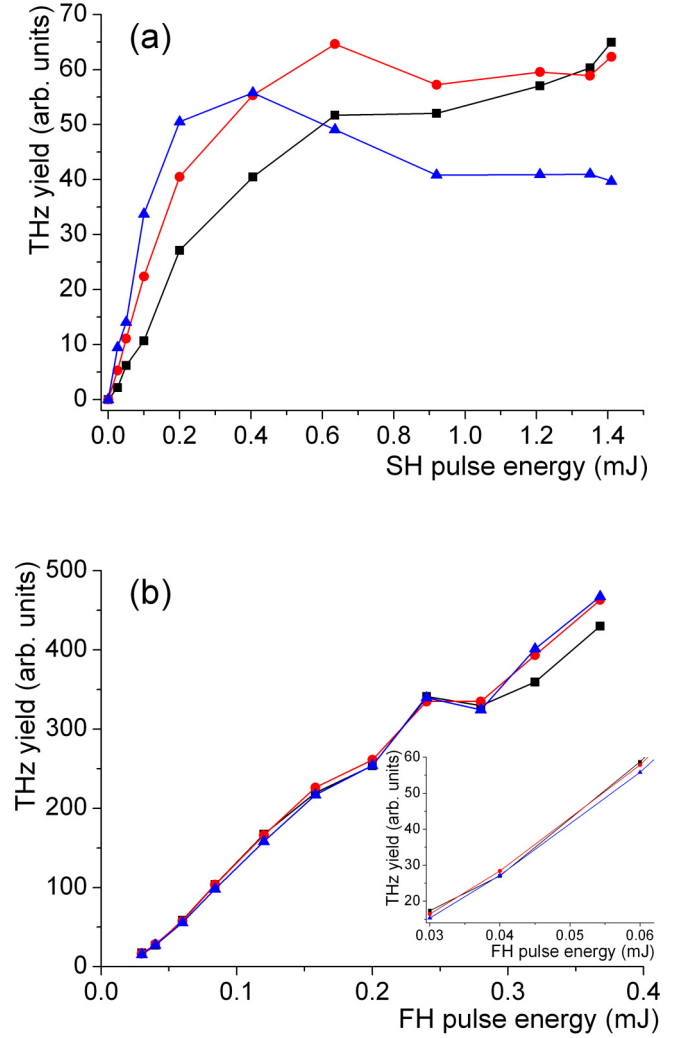 (a)
THz yield (arb. units)
70
60
50
40
30
20
10
0
0.0 0.2 0.4 0.6 0.8 1.0 1.2 1.4
SH pulse energy (mJ)
(b)
THz yield (arb. units)
500
400
300
200
100
0
0.0 0.1 0.2 0.3 0.4
FH pulse energy (mJ)
THz yield (arb. units)
60
50
40
30
20
0.03 0.04 0.05 0.06
FH pulse energy (mJ)